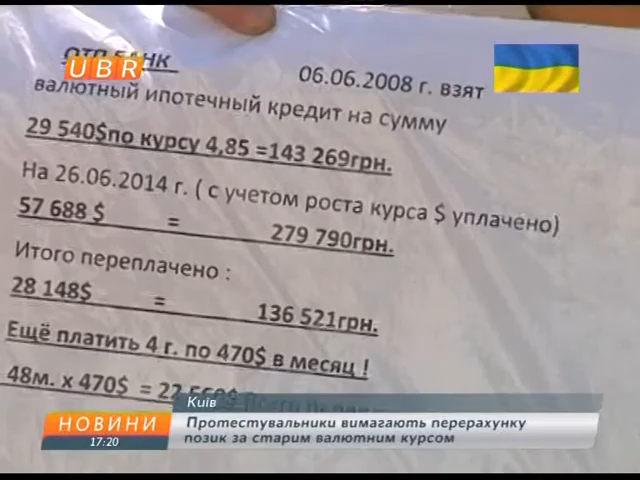 ОТП БАНК
UBR
06.06.2008 г. взят
валютный ипотечный кредит на сумму
29 540$по курсу 4,85 =143 269грн.
На 26.06.2014 г. ( с учетом роста курса $ уплачено)
57 688 $ = 279 790грн.
Итого переплачено :
28 148$ = 136 521грн.
Ещё платить 4 г. по 470$ в месяц !
48м. х 470$ =
Київ
НОВИНИ
17:20
Протестувальники вимагають перерахунку
позик за старим валютним курсом